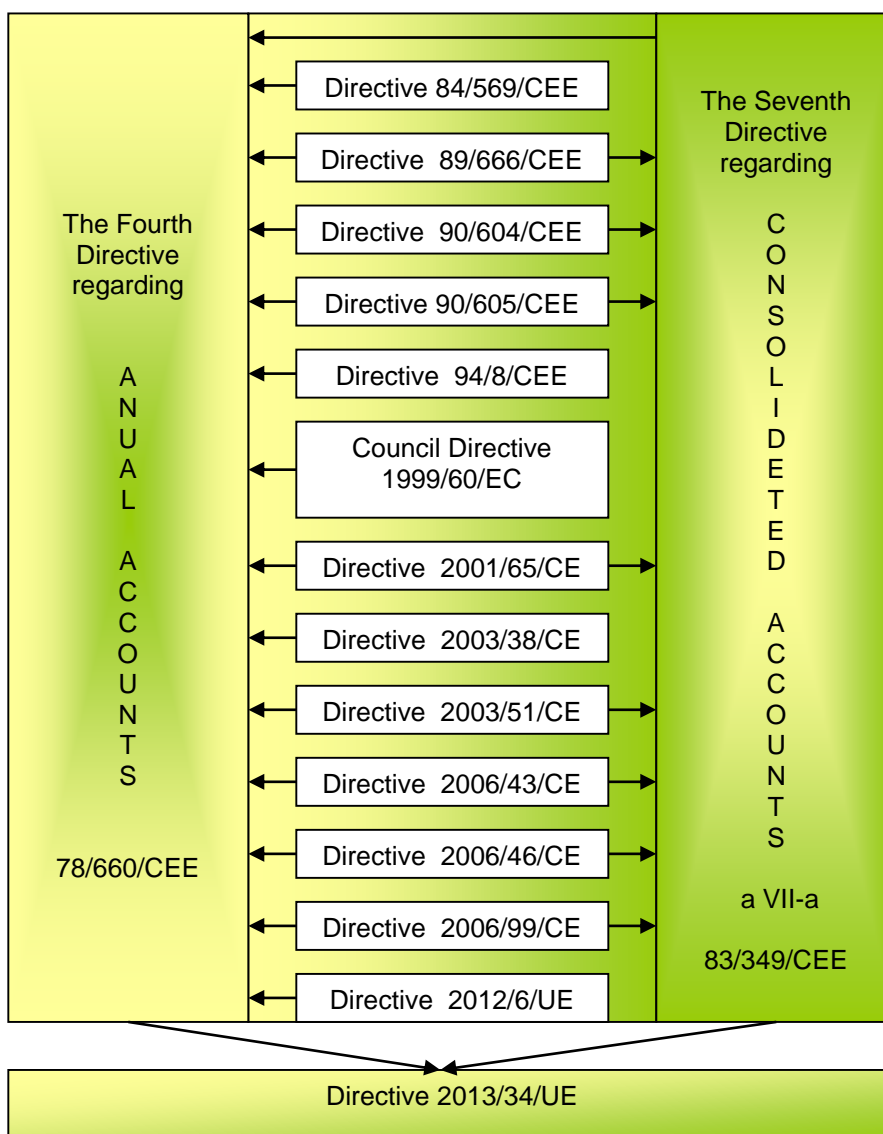 The Fourth
Directive
regarding
A
N
U
A
L
A
C
C
O
U
N
T
S
78/660/CEE
Directive 84/569/CEE
Directive 89/666/CEE
Directive 90/604/CEE
Directive 90/605/CEE
Directive 94/8/CEE
Council Directive
1999/60/EC
Directive 2001/65/CE
Directive 2003/38/CE
Directive 2003/51/CE
Directive 2006/43/CE
Directive 2006/46/CE
Directive 2006/99/CE
Directive 2012/6/UE
The Seventh
Directive
regarding
C
O
N
S
O
L
I
D
E
T
E
D
A
C
C
O
U
N
T
S
a VII-a
83/349/CEE
Directive 2013/34/UE